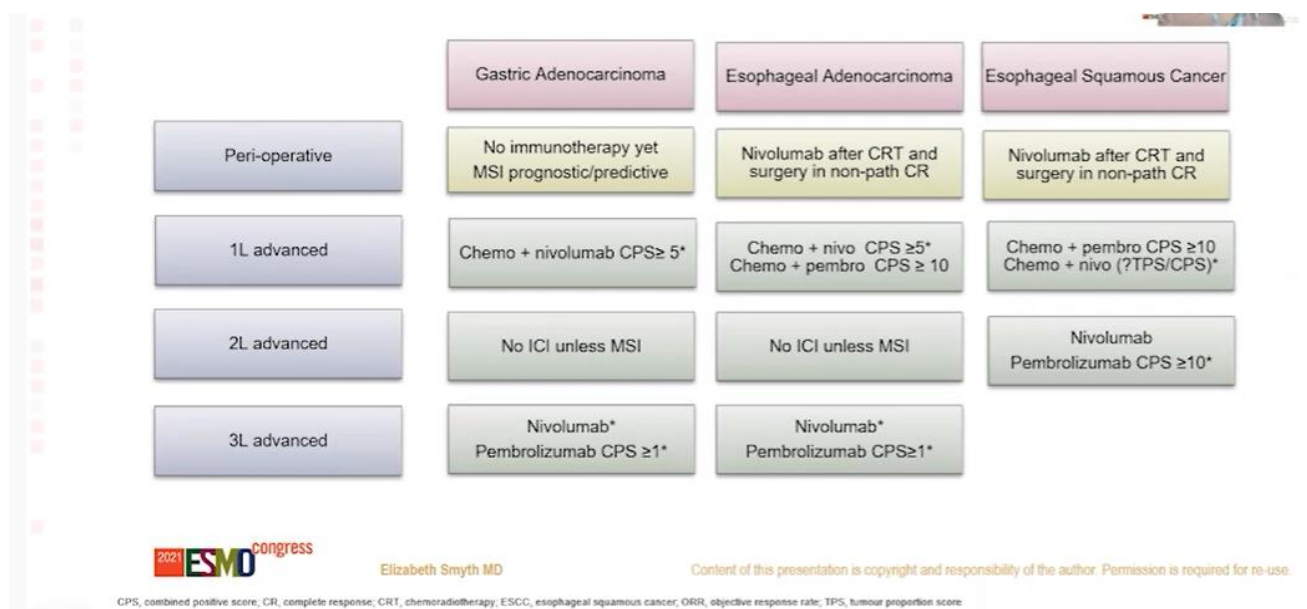 Gastric Adenocarcinoma
Esophageal Adenocarcinoma
Esophageal Squamous Cancer
Peri-operative
No immunotherapy yet
MSI prognostic/predictive
Nivolumab after CRT and
surgery in non-path CR
Nivolumab after CRT and
surgery in non-path CR
1L advanced
Chemo + nivolumab CPS≥ 5*
Chemo + nivo CPS ≥5*
Chemo + pembro CPS ≥ 10
Chemo + pembro CPS ≥10
Chemo + nivo (?TPS/CPS)*
2L advanced
No ICI unless MSI
No ICI unless MSI
Nivolumab
Pembrolizumab CPS ≥10*
3L advanced
Nivolumab*
Pembrolizumab CPS ≥1*
Nivolumab*
Pembrolizumab CPS≥1*
2021 ESMO congress
Elizabeth Smyth MD
Content of this presentation is copyright and responsibility of the author. Permission is required for re-use.
CPS, combined positive score; CR, complete response; CRT, chemoradiotherapy; ESCC, esophageal squamous cancer; ORR, objective response rate; TPS, tumour proportion score